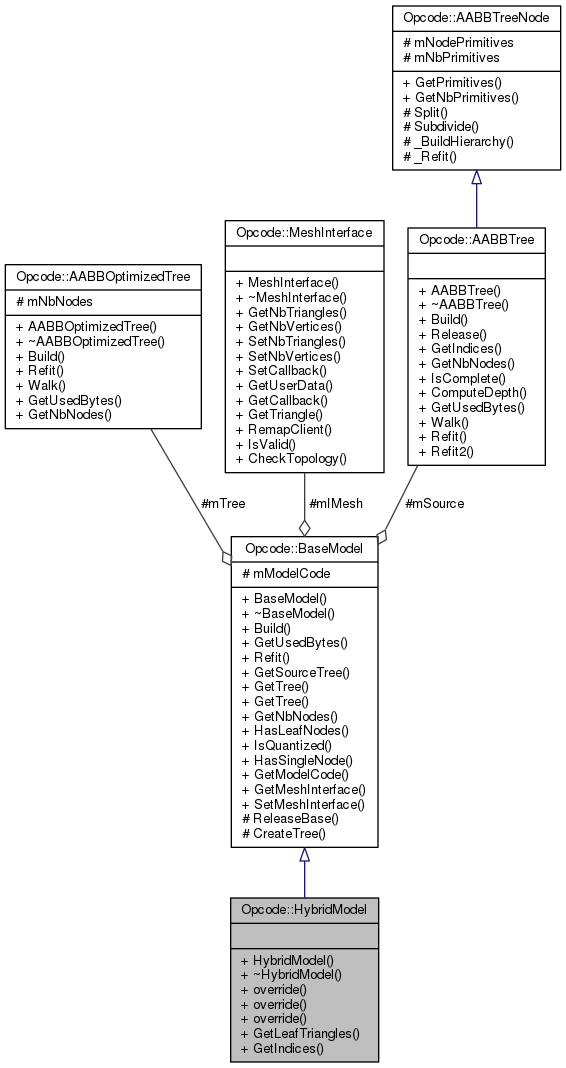 Opcode::AABBTreeNode
# mNodePrimitives
# mNbPrimitives
+ GetPrimitives()
+ GetNbPrimitives()
# Split()
# Subdivide()
# _BuildHierarchy()
# _Refit()
Opcode::AABBOptimizedTree
# mNbNodes
+ AABBOptimizedTree()
+ ~AABBOptimizedTree()
+ Build()
+ Refit()
+ Walk()
+ GetUsedBytes()
+ GetNbNodes()
Opcode::MeshInterface
+ MeshInterface()
+ ~MeshInterface()
+ GetNbTriangles()
+ GetNbVertices()
+ SetNbTriangles()
+ SetNbVertices()
+ SetCallback()
+ GetUserData()
+ GetCallback()
+ GetTriangle()
+ RemapClient()
+ IsValid()
+ CheckTopology()
Opcode::AABBTree
+ AABBTree()
+ ~AABBTree()
+ Build()
+ Release()
+ GetIndices()
+ GetNbNodes()
+ IsComplete()
+ ComputeDepth()
+ GetUsedBytes()
+ Walk()
+ Refit()
+ Refit2()
#mTree
#mIMesh
#mSource
Opcode::BaseModel
# mModelCode
+ BaseModel()
+ ~BaseModel()
+ Build()
+ GetUsedBytes()
+ Refit()
+ GetSourceTree()
+ GetTree()
+ GetTree()
+ GetNbNodes()
+ HasLeafNodes()
+ IsQuantized()
+ HasSingleNode()
+ GetModelCode()
+ GetMeshInterface()
+ SetMeshInterface()
# ReleaseBase()
# CreateTree()
Opcode::HybridModel
+ HybridModel()
+ ~HybridModel()
+ override()
+ override()
+ override()
+ GetLeafTriangles()
+ GetIndices()